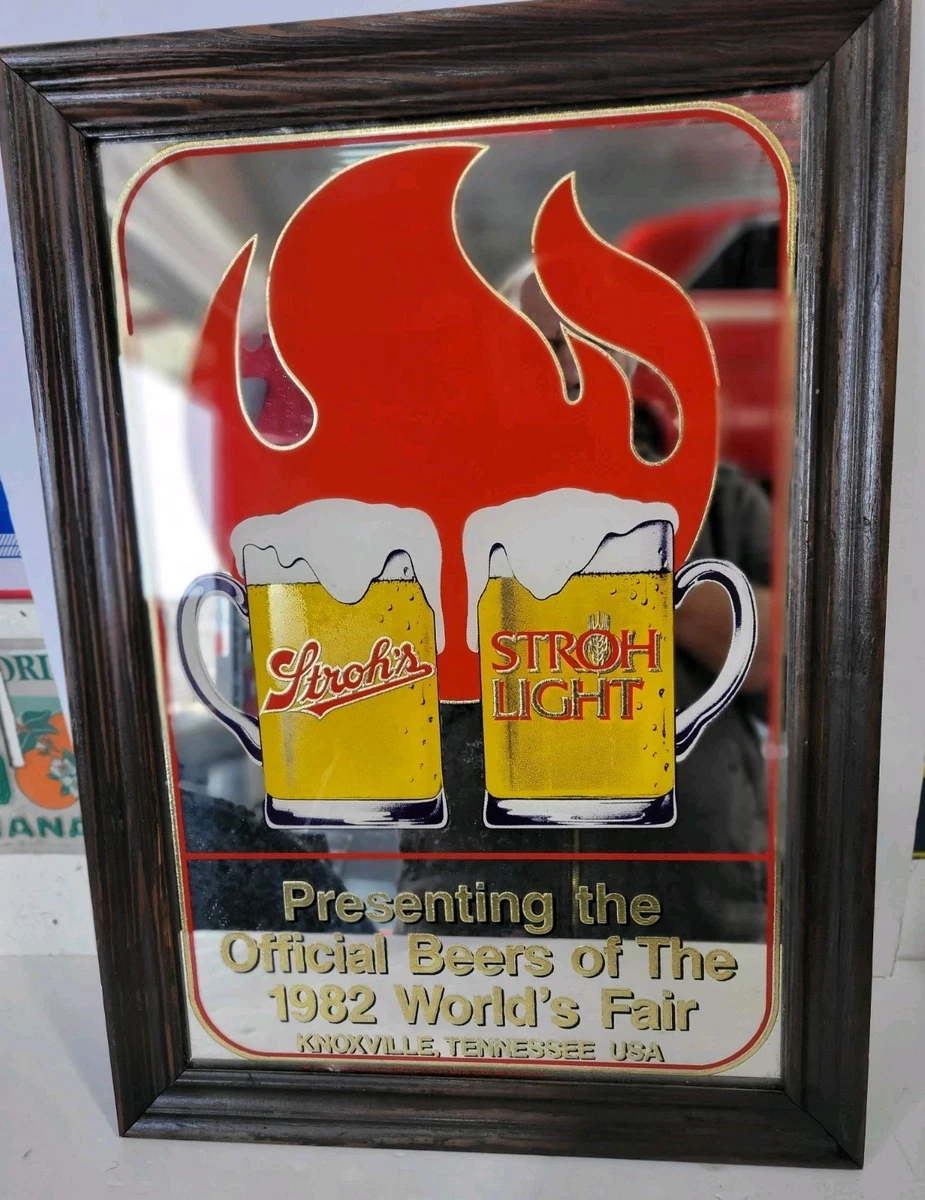 Stroh's
STROH
LIGHT
Presenting the
Official Beers of The
1982 World's Fair
KNOXVILLE, TENNESSEE USA